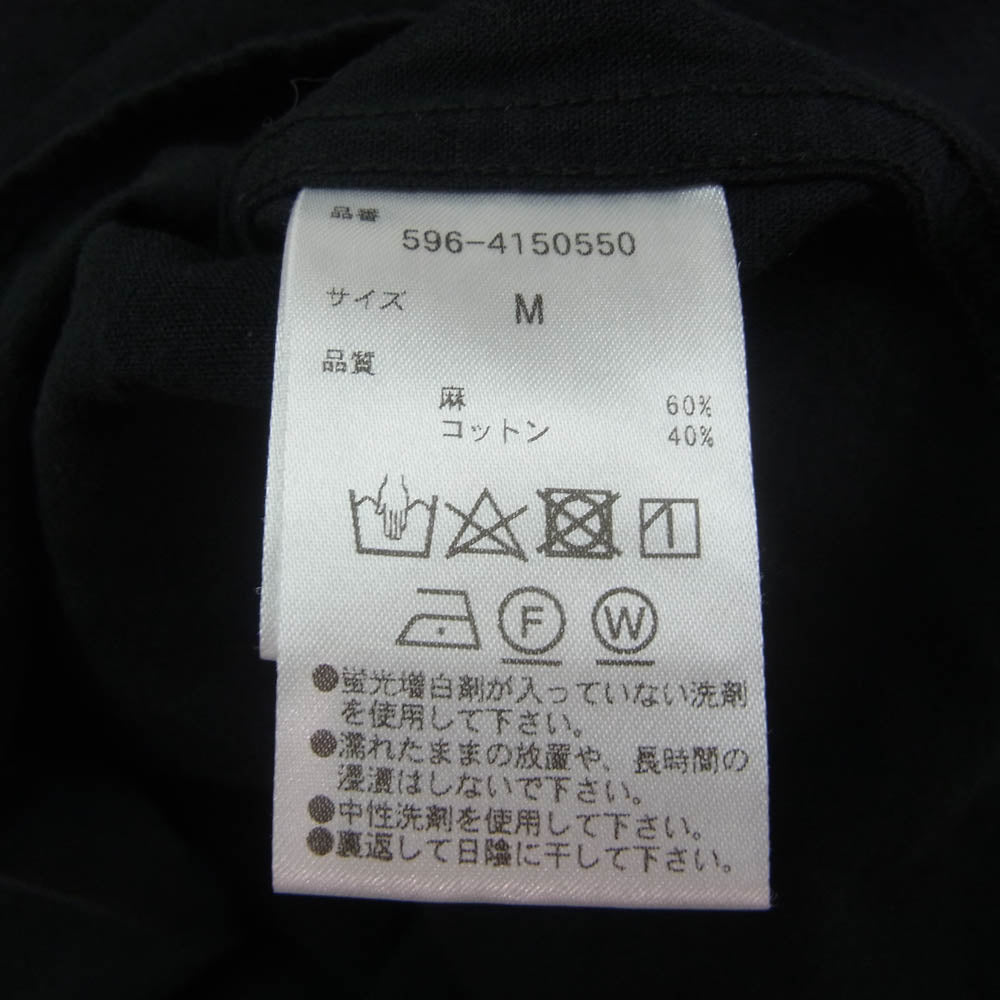 品番
596-4150550
サイズ M
品質
麻 60%
コットン 40%
F W
●蛍光増白剤が入っていない洗剤
を使用して下さい。
●濡れたままの放置や、長時間の
浸漬はしないで下さい。
●中性洗剤を使用して下さい。
●裏返して日陰に干して下さい。